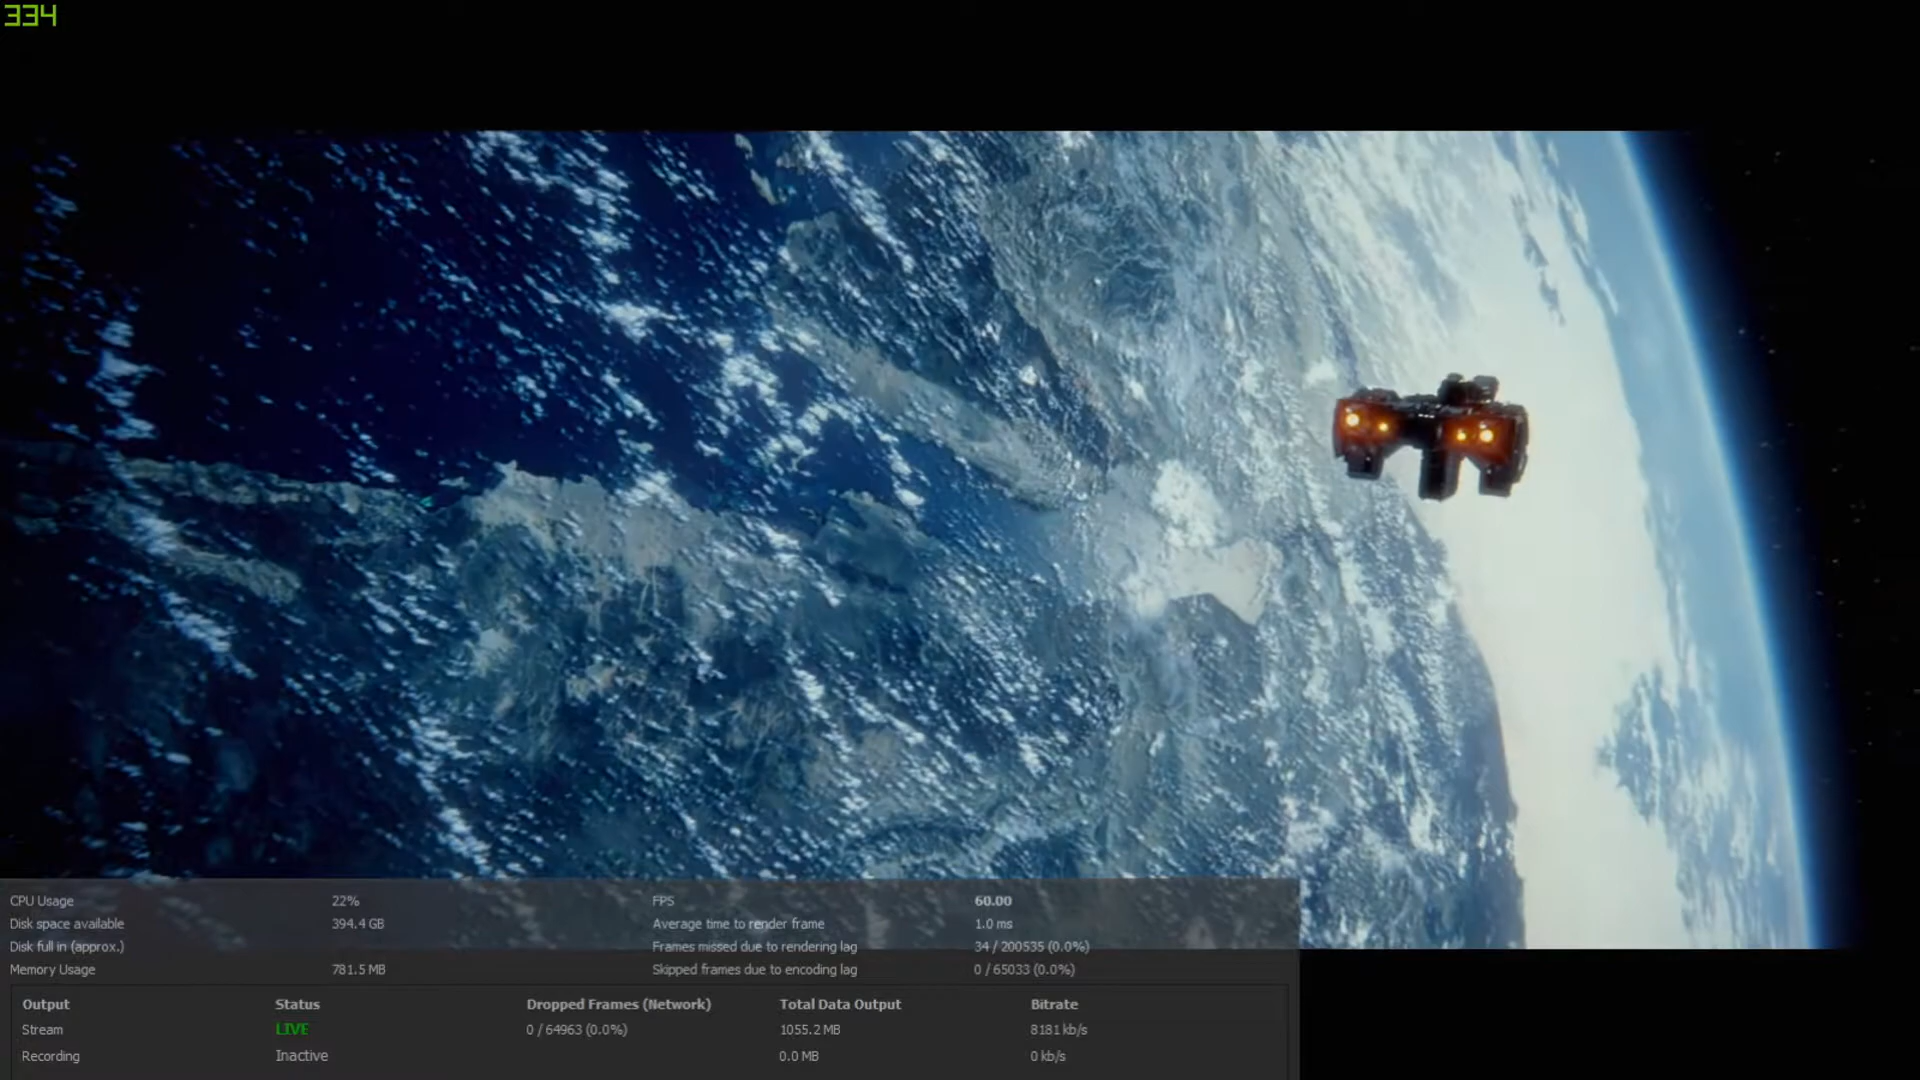 334
CPU Usage 22% FPS 60.00
Disk space available 394.4 GB Average time to render frame 1.0 ms
Disk full in (approx.) Frames missed due to rendering lag 34 / 200535 (0.0%)
Memory Usage 781.5 MB Skipped frames due to encoding lag 0 / 65033 (0.0%)
Output Status Dropped Frames (Network) Total Data Output Bitrate
Stream LIVE 0 / 64963 (0.0%) 1055.2 MB 8181 kb/s
Recording Inactive 0.0 MB 0 kb/s